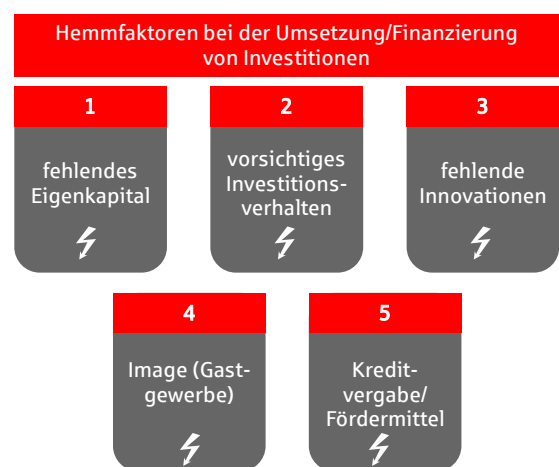 Hemmfaktoren bei der Umsetzung/Finanzierung
von Investitionen
1
fehlendes
Eigenkapital
2
vorsichtiges
Investitions-
verhalten
3
fehlende
Innovationen
4
Image (Gast-
gewerbe)
5
Kredit-
vergabe/
Fördermittel